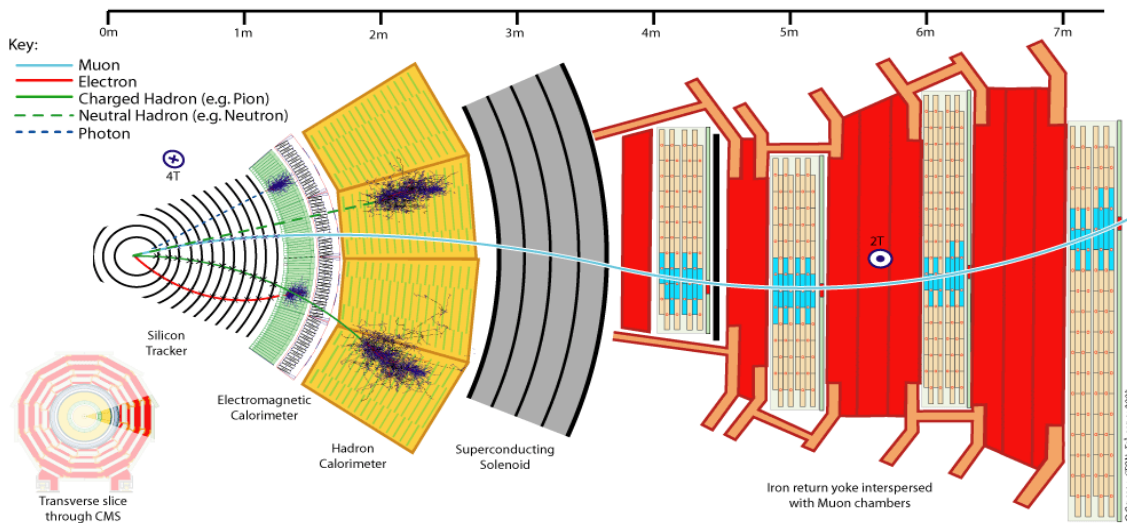 0m 1m 2m 3m 4m 5m 6m 7m
Key:
Muon
Electron
Charged Hadron (e.g. Pion)
Neutral Hadron (e.g. Neutron)
Photon
4T
2T
Silicon
Tracker
Electromagnetic
Calorimeter
Hadron
Calorimeter
Superconducting
Solenoid
Iron return yoke interspersed
with Muon chambers
Transverse slice
through CMS